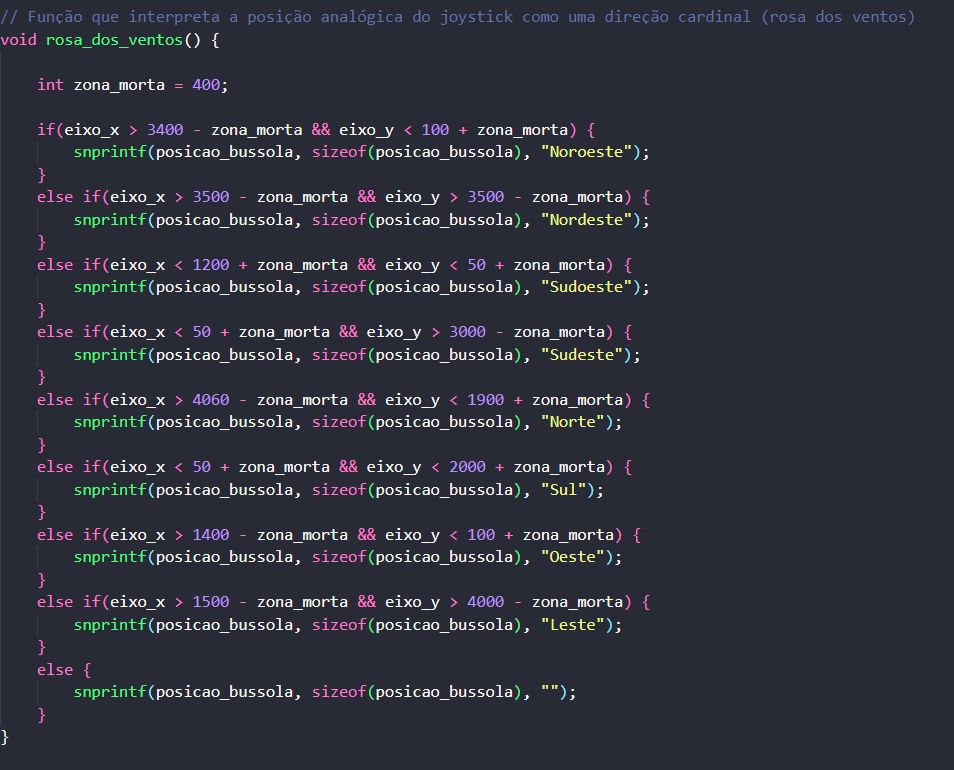 // Função que interpreta a posição analógica do joystick como uma direção cardinal (rosa dos ventos)
void rosa_dos_ventos() {
int zona_morta = 400;
if(eixo_x > 3400 - zona_morta && eixo_y < 100 + zona_morta) {
snprintf(posicao_bussola, sizeof(posicao_bussola), "Noroeste");
}
else if(eixo_x > 3500 - zona_morta && eixo_y > 3500 - zona_morta) {
snprintf(posicao_bussola, sizeof(posicao_bussola), "Nordeste");
}
else if(eixo_x < 1200 + zona_morta && eixo_y < 50 + zona_morta) {
snprintf(posicao_bussola, sizeof(posicao_bussola), "Sudoeste");
}
else if(eixo_x < 50 + zona_morta && eixo_y > 3000 - zona_morta) {
snprintf(posicao_bussola, sizeof(posicao_bussola), "Sudeste");
}
else if(eixo_x > 4060 - zona_morta && eixo_y < 1900 + zona_morta) {
snprintf(posicao_bussola, sizeof(posicao_bussola), "Norte");
}
else if(eixo_x < 50 + zona_morta && eixo_y < 2000 + zona_morta) {
snprintf(posicao_bussola, sizeof(posicao_bussola), "Sul");
}
else if(eixo_x > 1400 - zona_morta && eixo_y < 100 + zona_morta) {
snprintf(posicao_bussola, sizeof(posicao_bussola), "Oeste");
}
else if(eixo_x > 1500 - zona_morta && eixo_y > 4000 - zona_morta) {
snprintf(posicao_bussola, sizeof(posicao_bussola), "Leste");
}
else {
snprintf(posicao_bussola, sizeof(posicao_bussola), "");
}
}